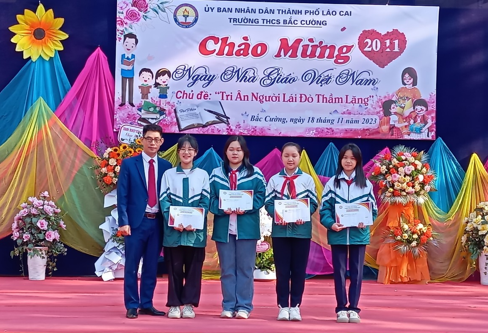 ỦY BAN NHÂN DÂN THÀNH PHỐ LÀO CAI
TRƯỜNG THCS BẮC CƯỜNG
Chào Mừng
20 11
Ngày Nhà Giáo Việt Nam
Chủ đề: "Tri Ân Người Lái Đò Thầm Lặng"
Bắc Cường, ngày 18 tháng 11 năm 2023